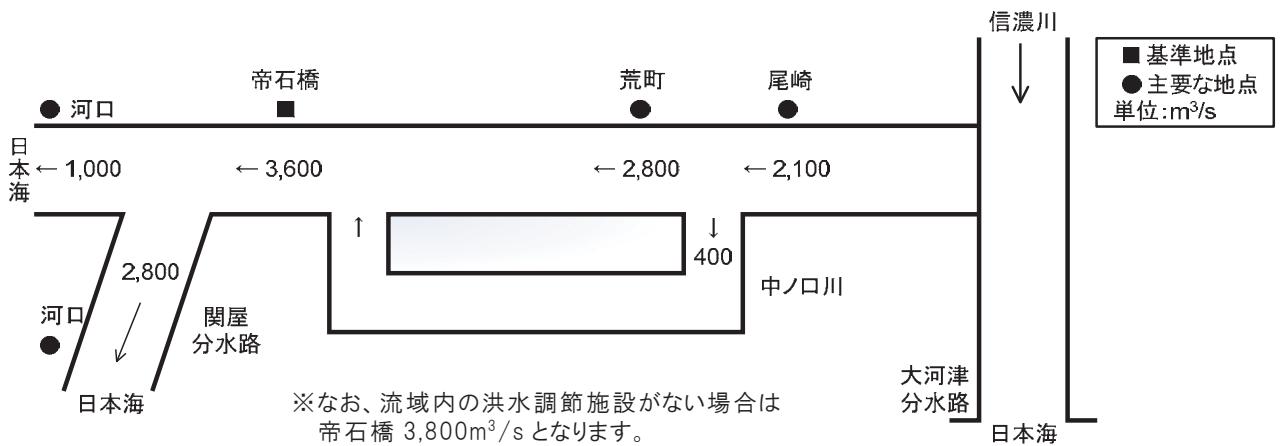 信濃川
■ 基準地点
● 主要な地点
単位:m³/s
帝石橋
荒町
尾崎
● 河口
日本海
← 1,000
← 3,600
← 2,800
← 2,100
↑
↓
400
2,800
中ノ口川
河口
関屋
分水路
大河津
分水路
日本海
日本海
※なお、流域内の洪水調節施設がない場合は
帝石橋 3,800m³/s となります。